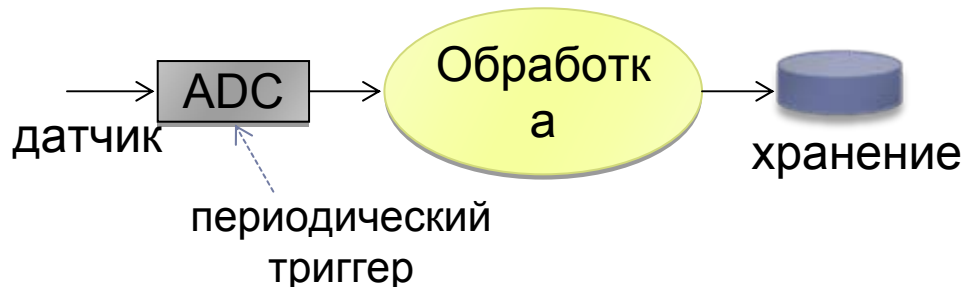 датчик
ADC
Обработк
а
хранение
периодический
триггер